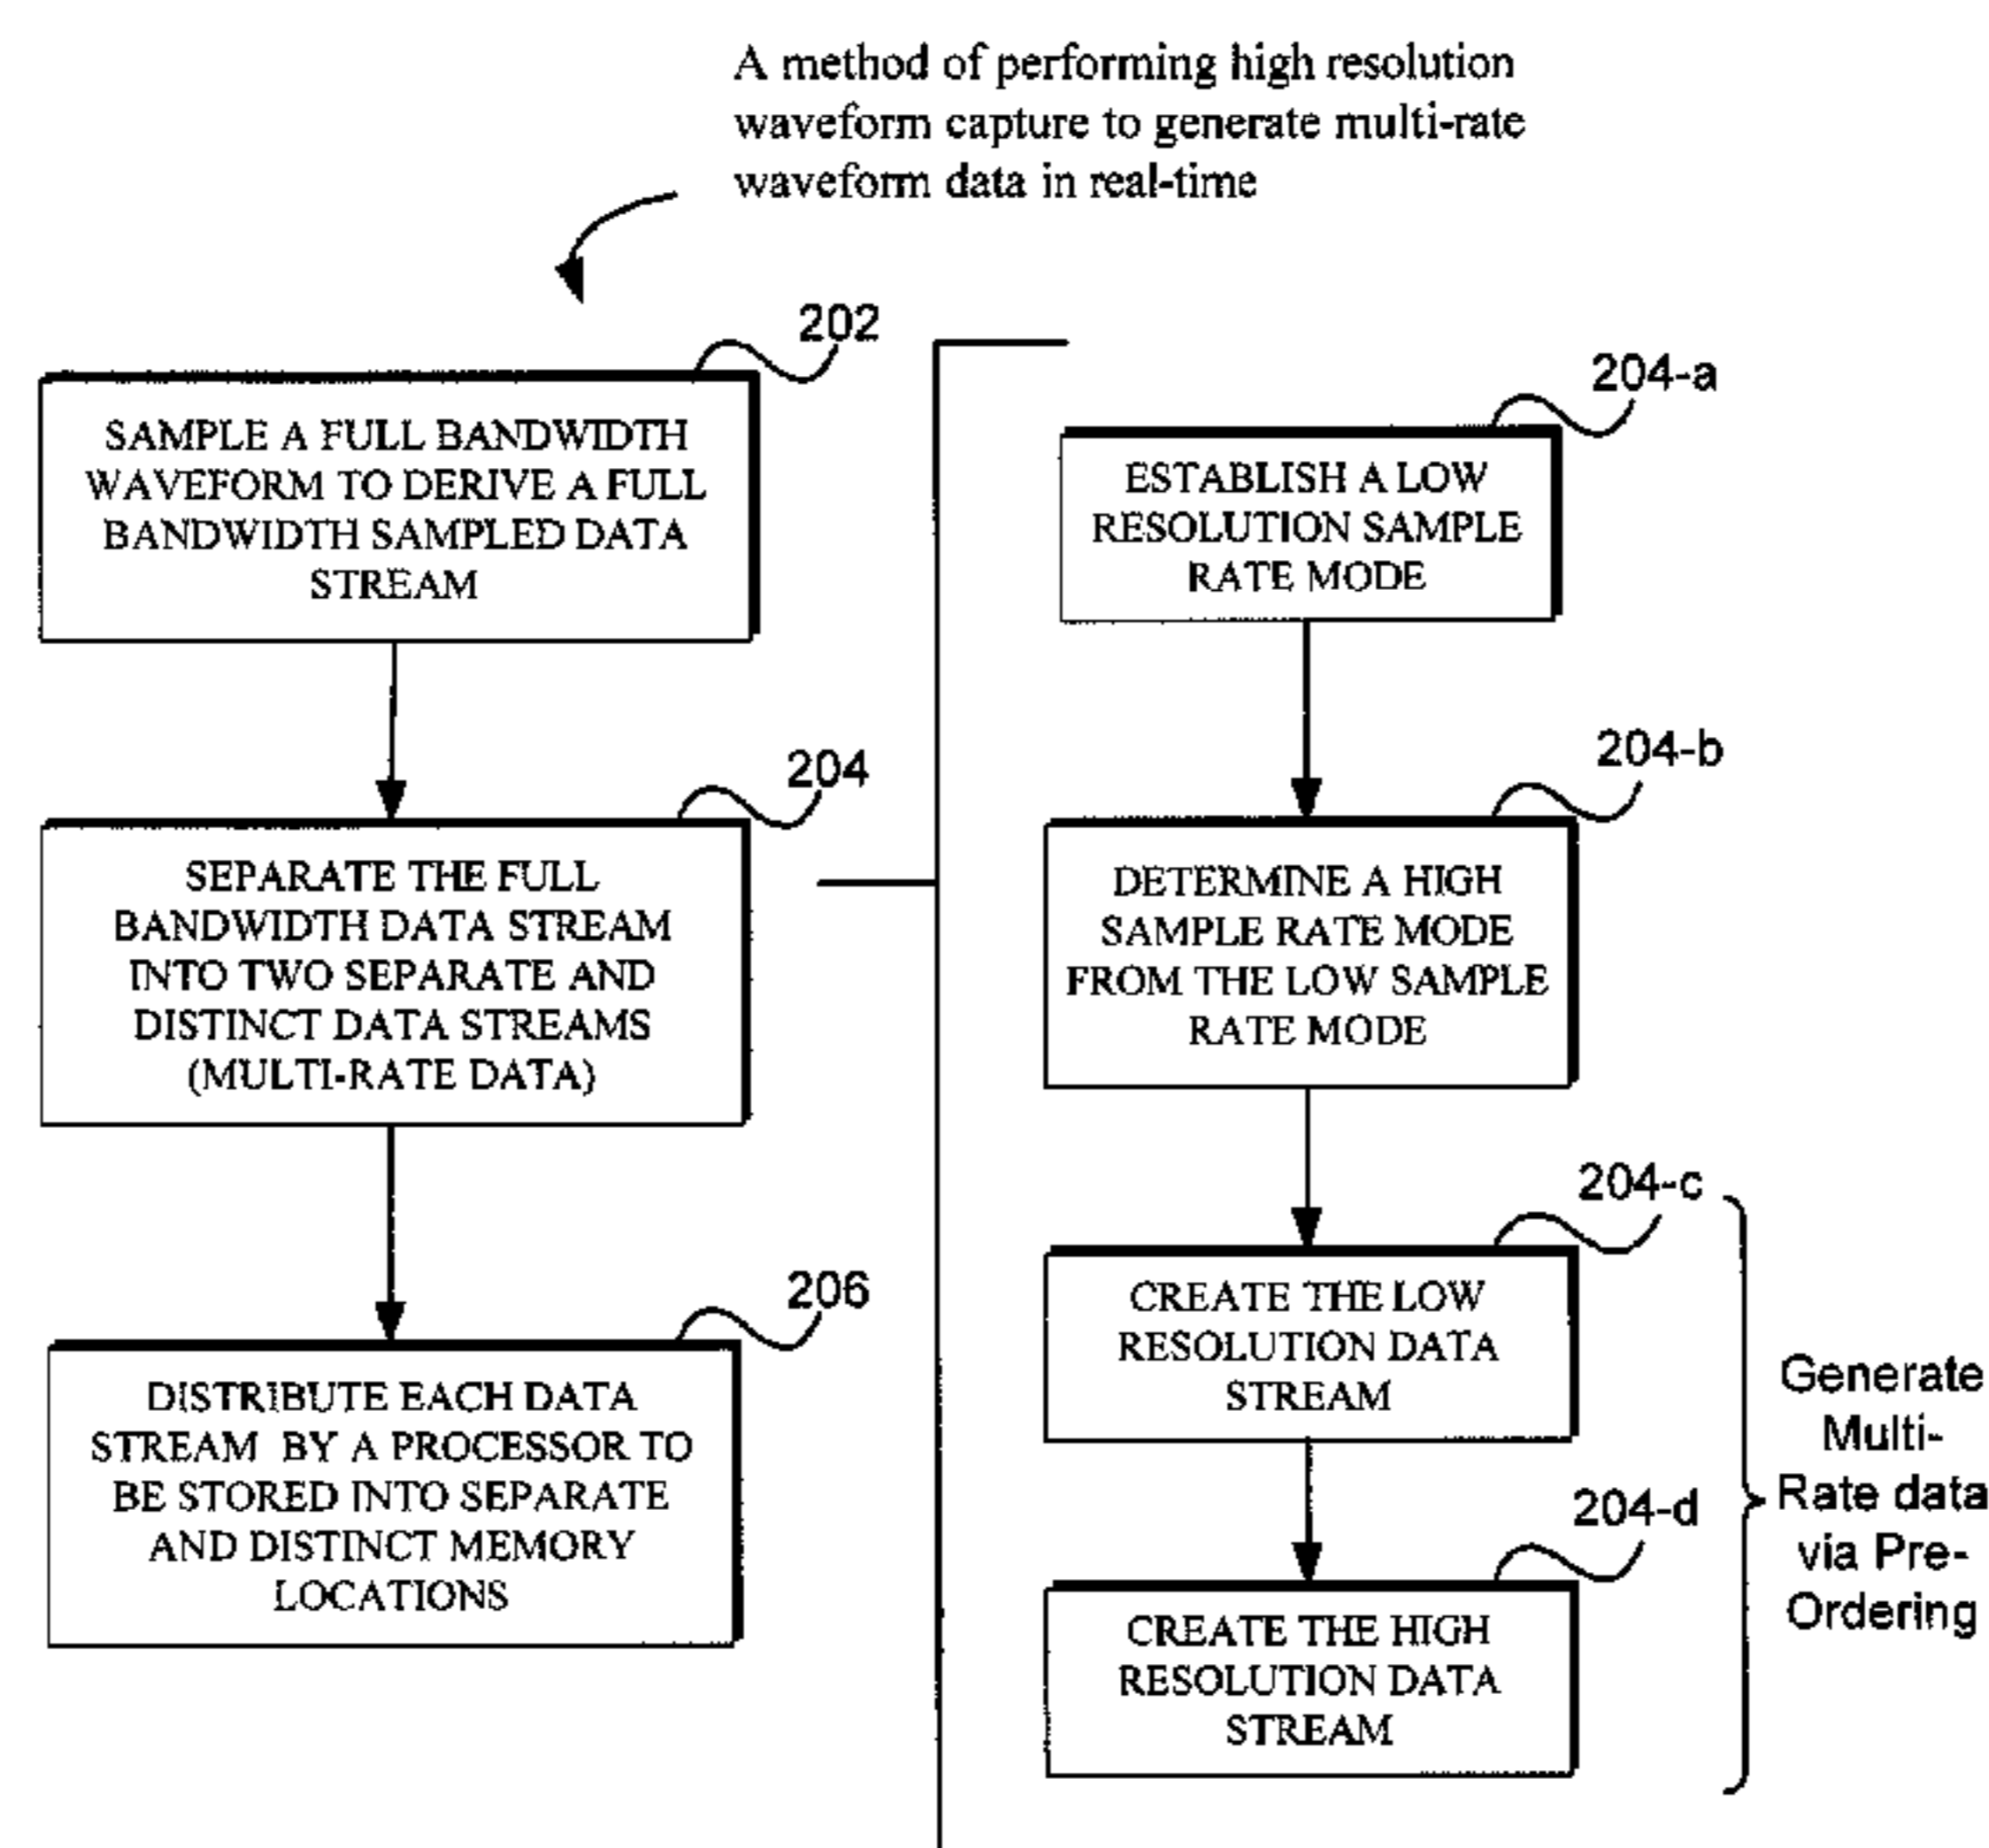 A method of performing high resolution
waveform capture to generate multi-rate
waveform data in real-time
202
SAMPLE A FULL BANDWIDTH
WAVEFORM TO DERIVE A FULL
BANDWIDTH SAMPLED DATA
STREAM
204
SEPARATE THE FULL
BANDWIDTH DATA STREAM
INTO TWO SEPARATE AND
DISTINCT DATA STREAMS
(MULTI-RATE DATA)
206
DISTRIBUTE EACH DATA
STREAM BY A PROCESSOR TO
BE STORED INTO SEPARATE
AND DISTINCT MEMORY
LOCATIONS
204-a
ESTABLISH A LOW
RESOLUTION SAMPLE
RATE MODE
204-b
DETERMINE A HIGH
SAMPLE RATE MODE
FROM THE LOW SAMPLE
RATE MODE
204-c
CREATE THE LOW
RESOLUTION DATA
STREAM
204-d
CREATE THE HIGH
RESOLUTION DATA
STREAM
Generate
Multi-
Rate data
via Pre-
Ordering